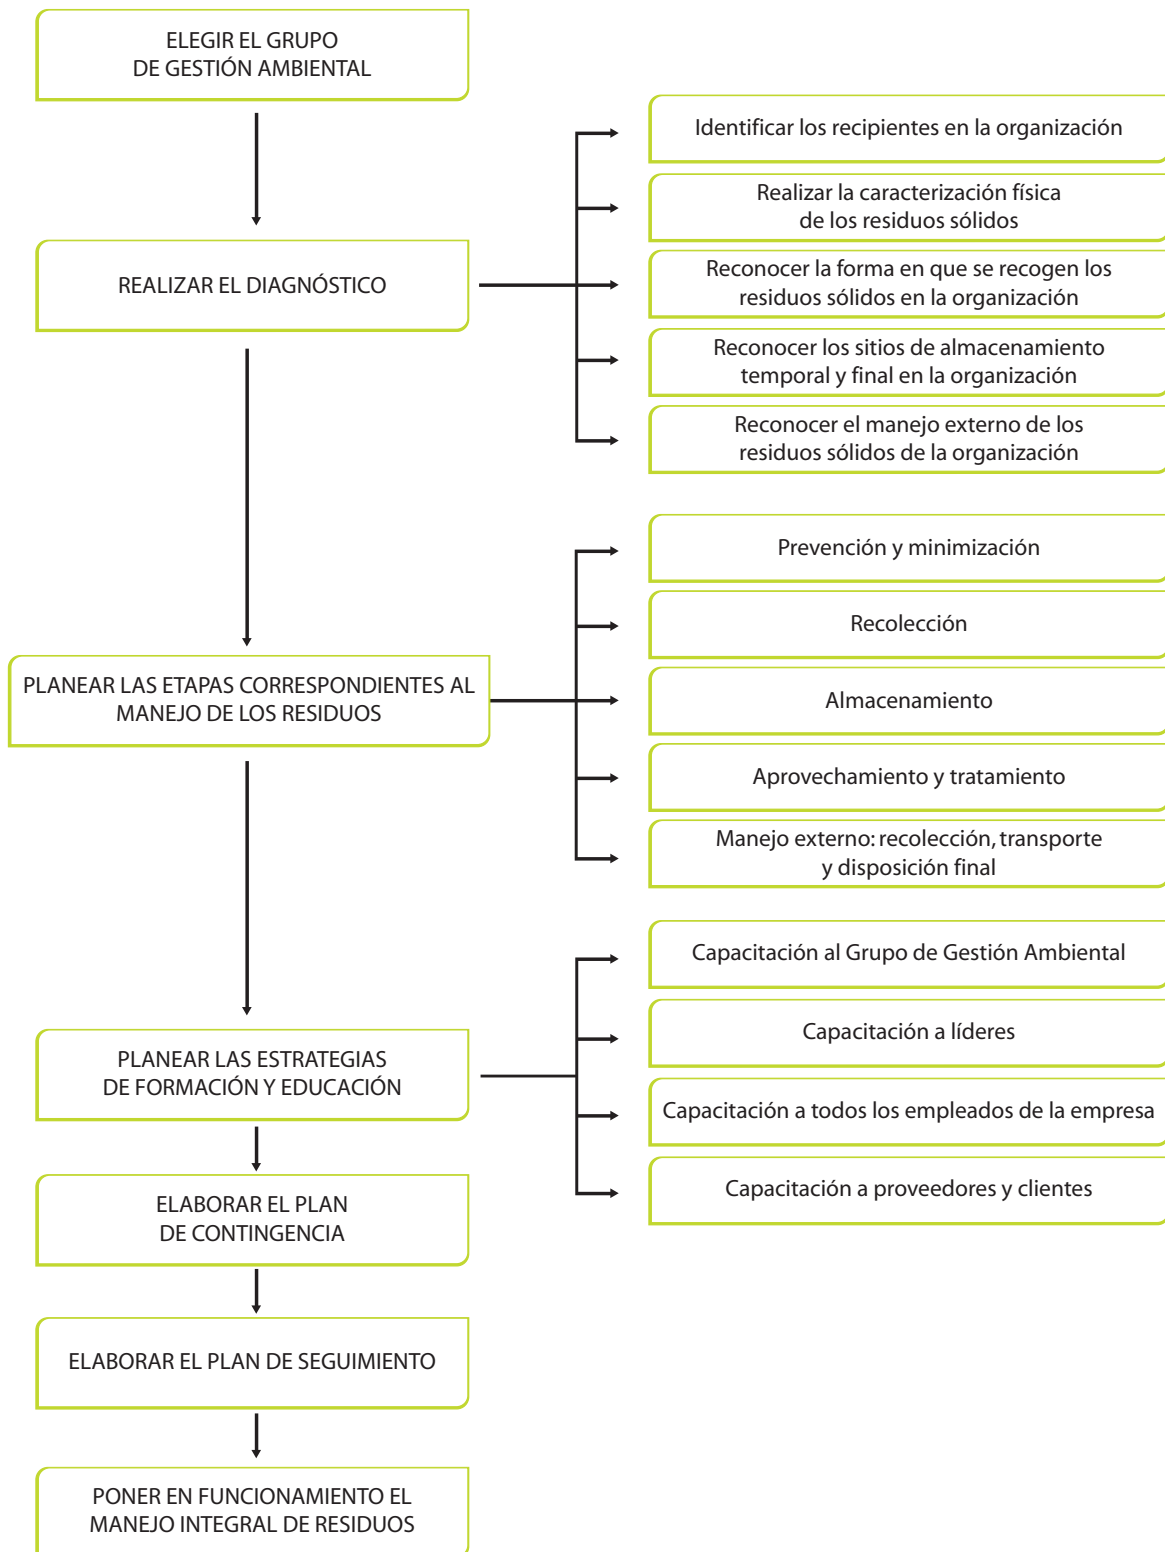 ELEGIR EL GRUPO
DE GESTIÓN AMBIENTAL
REALIZAR EL DIAGNÓSTICO
Identificar los recipientes en la organización
Realizar la caracterización física
de los residuos sólidos
Reconocer la forma en que se recogen los
residuos sólidos en la organización
Reconocer los sitios de almacenamiento
temporal y final en la organización
Reconocer el manejo externo de los
residuos sólidos de la organización
PLANEAR LAS ETAPAS CORRESPONDIENTES AL
MANEJO DE LOS RESIDUOS
Prevención y minimización
Recolección
Almacenamiento
Aprovechamiento y tratamiento
Manejo externo: recolección, transporte
y disposición final
PLANEAR LAS ESTRATEGIAS
DE FORMACIÓN Y EDUCACIÓN
Capacitación al Grupo de Gestión Ambiental
Capacitación a líderes
Capacitación a todos los empleados de la empresa
Capacitación a proveedores y clientes
ELABORAR EL PLAN
DE CONTINGENCIA
ELABORAR EL PLAN DE SEGUIMIENTO
PONER EN FUNCIONAMIENTO EL
MANEJO INTEGRAL DE RESIDUOS